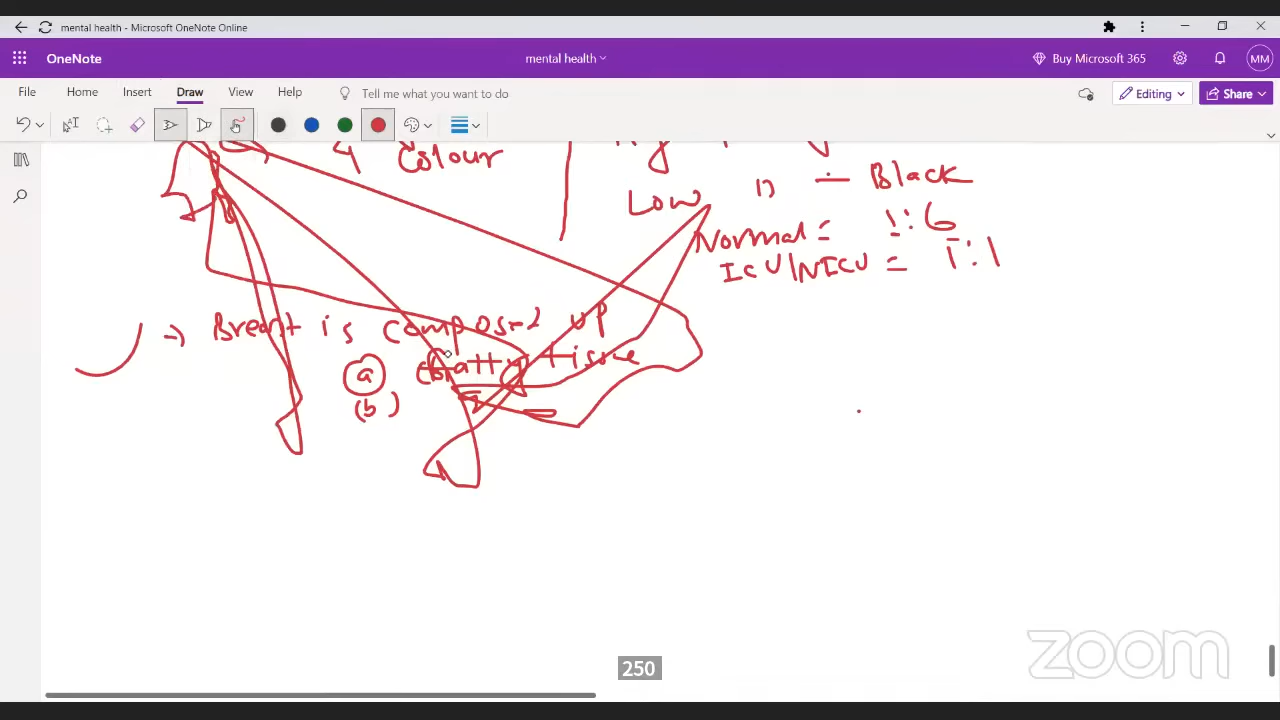 mental health - Microsoft OneNote Online
OneNote
mental health
Buy Microsoft 365
MM
File Home Insert Draw View Help Tell me what you want to do
Editing
Share
4 Colour
Low " ÷ Black
Normal = 1:6
ICU/NICU = 1:1
=) Breast is composed up
(a) fatty tissue
(b)
250
zoom